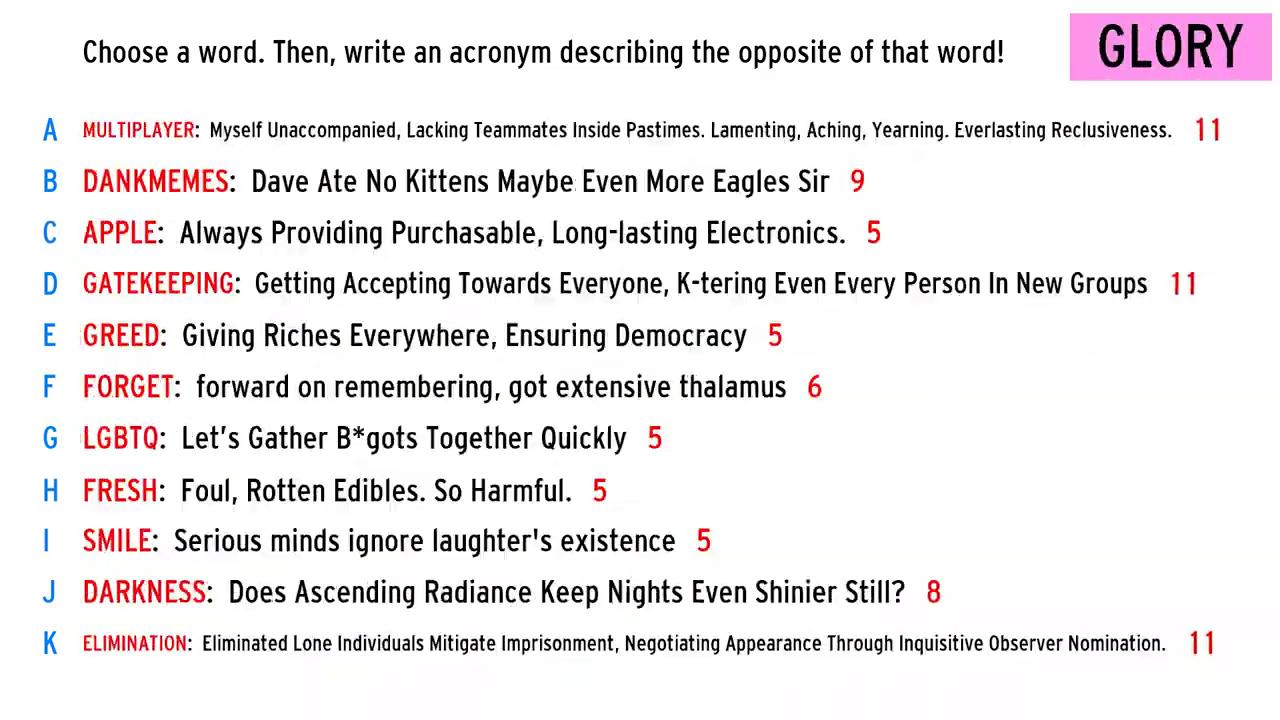 Choose a word. Then, write an acronym describing the opposite of that word!
GLORY
A MULTIPLAYER: Myself Unaccompanied, Lacking Teammates Inside Pastimes. Lamenting, Aching, Yearning. Everlasting Reclusiveness. 11
B DANKMEMES: Dave Ate No Kittens Maybe Even More Eagles Sir 9
C APPLE: Always Providing Purchasable, Long-lasting Electronics. 5
D GATEKEEPING: Getting Accepting Towards Everyone, K-tering Even Every Person In New Groups 11
E GREED: Giving Riches Everywhere, Ensuring Democracy 5
F FORGET: forward on remembering, got extensive thalamus 6
G LGBTQ: Let's Gather B*gots Together Quickly 5
H FRESH: Foul, Rotten Edibles. So Harmful. 5
I SMILE: Serious minds ignore laughter's existence 5
J DARKNESS: Does Ascending Radiance Keep Nights Even Shinier Still? 8
K ELIMINATION: Eliminated Lone Individuals Mitigate Imprisonment, Negotiating Appearance Through Inquisitive Observer Nomination. 11